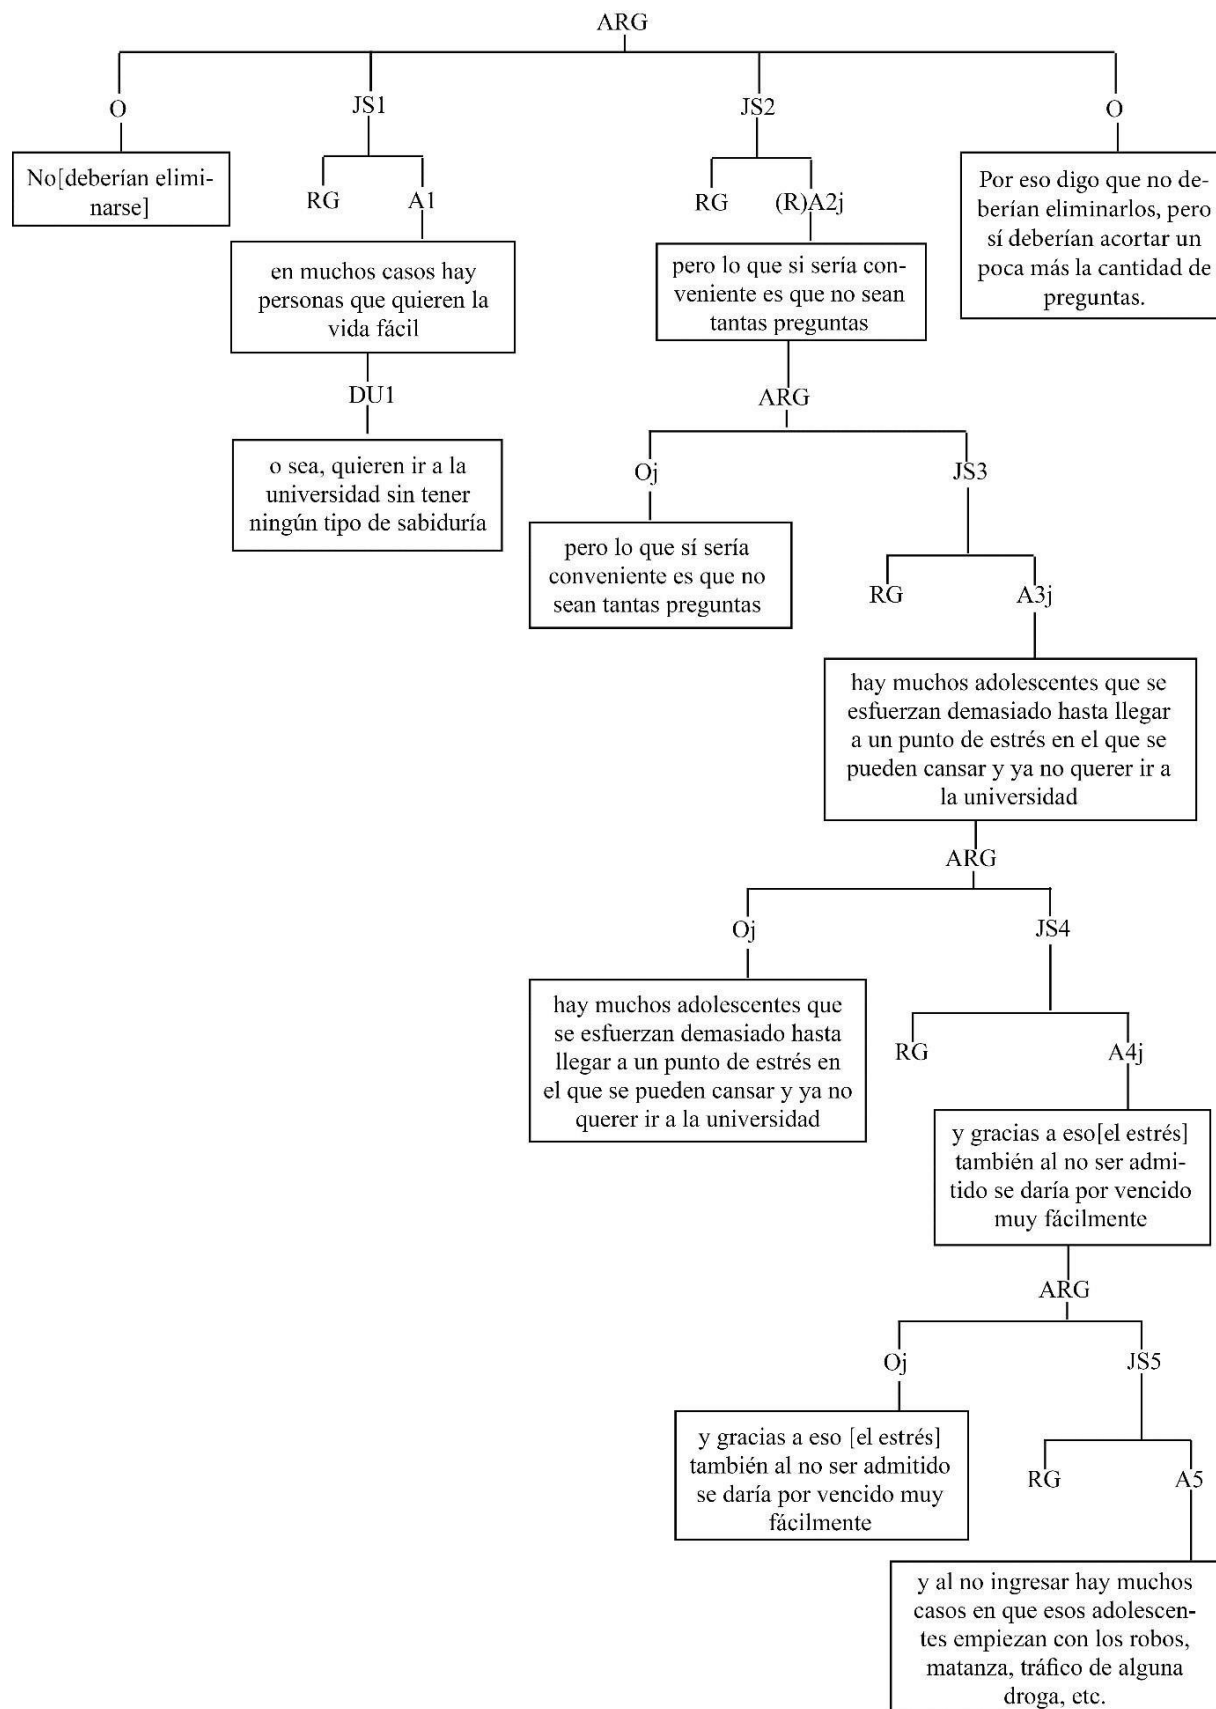 ARG
O
JS1
JS2
O
No[deberían elimi-
narse]
RG
A1
RG
(R)A2j
Por eso digo que no de-
berían eliminarlos, pero
sí deberían acortar un
poca más la cantidad de
preguntas.
en muchos casos hay
personas que quieren la
vida fácil
pero lo que si sería con-
veniente es que no sean
tantas preguntas
DU1
ARG
o sea, quieren ir a la
universidad sin tener
ningún tipo de sabiduría
Oj
JS3
pero lo que sí sería
conveniente es que no
sean tantas preguntas
RG
A3j
hay muchos adolescentes que se
esfuerzan demasiado hasta llegar
a un punto de estrés en el que se
pueden cansar y ya no querer ir a
la universidad
ARG
Oj
JS4
hay muchos adolescentes que
se esfuerzan demasiado hasta
llegar a un punto de estrés en
el que se pueden cansar y ya no
querer ir a la universidad
RG
A4j
y gracias a eso[el estrés]
también al no ser admi-
tido se daría por vencido
muy fácilmente
ARG
Oj
JS5
y gracias a eso [el estrés]
también al no ser admitido
se daría por vencido muy
fácilmente
RG
A5
y al no ingresar hay muchos
casos en que esos adolescen-
tes empiezan con los robos,
matanza, tráfico de alguna
droga, etc.